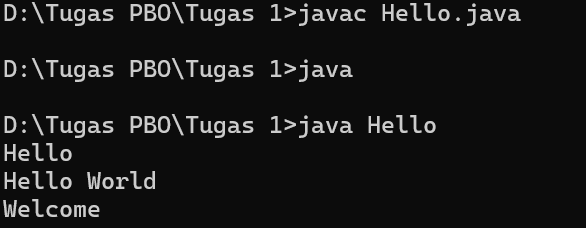 D:\Tugas PBO\Tugas 1>javac Hello.java
D:\Tugas PBO\Tugas 1>java
D:\Tugas PBO\Tugas 1>java Hello
Hello
Hello World
Welcome